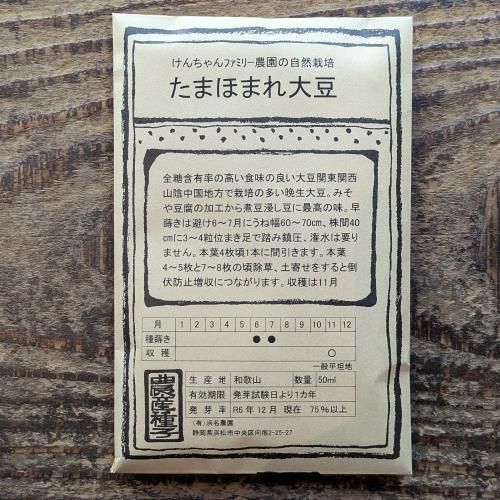 けんちゃんファミリー農園の自然栽培
たまほまれ大豆
全糖含有率の高い食味の良い大豆関東関西
山陰中国地方で栽培の多い晩生大豆。みそ
や豆腐の加工から煮豆浸し豆に最高の味。早
蒔きは避け6～7月にうね幅60～70㎝、株間40
㎝に3～4粒位まき足で踏み鎮圧、潅水は要り
ません。本葉4枚頃1本に間引きます。本葉
4～5枚と7～8枚の頃除草、土寄せをすると倒
伏防止増収につながります。収穫は11月
月 1 2 3 4 5 6 7 8 9 10 11 12
種蒔き ● ●
収穫 ○
一般平坦地
生産地 和歌山 数量 50ml
有効期限 発芽試験日より1カ年
発芽率 R6年12月 現在 75%以上
(有)浜名農園
静岡県浜松市中央区向宿2-25-27